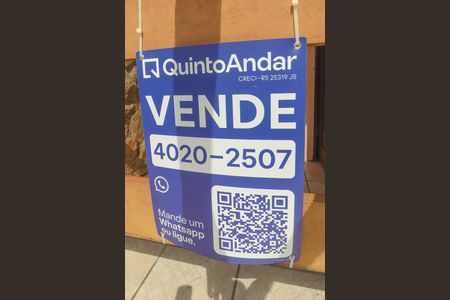 QuintoAndar
CRECI-RS 25319 JS
VENDE
4020-2507
Mande um
Whatsapp
ou ligue.